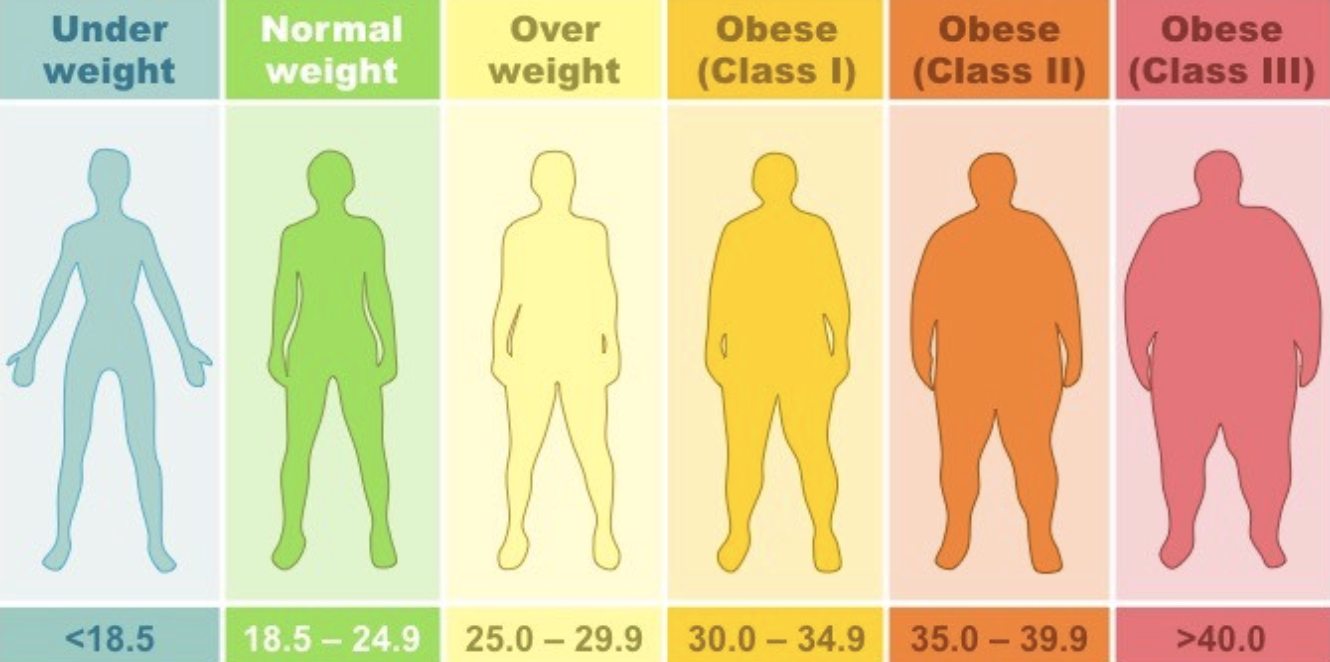 Under
weight
Normal
weight
Over
weight
Obese
(Class I)
Obese
(Class II)
Obese
(Class III)
<18.5
18.5 – 24.9
25.0 – 29.9
30.0 – 34.9
35.0 – 39.9
>40.0